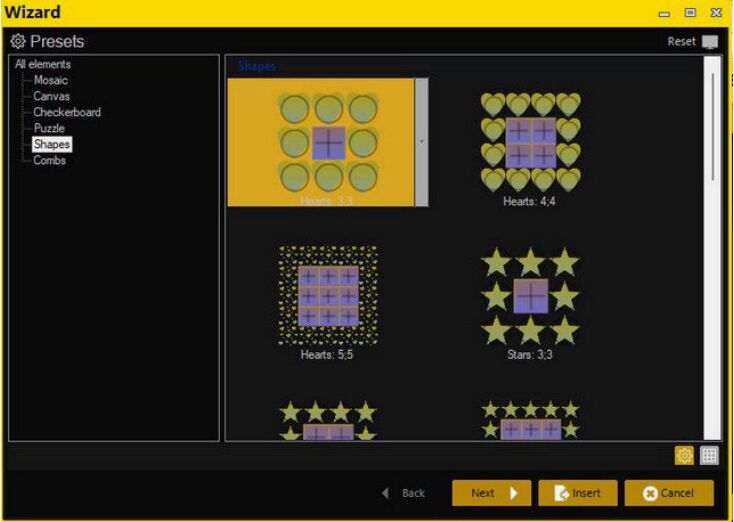 Wizard
Presets
Reset
All elements
Mosaic
Canvas
Checkerboard
Puzzle
Shapes
Combs
Shapes
Hearts: 3;3
Hearts: 4;4
Hearts: 5;5
Stars: 3;3
Back
Next
Insert
Cancel